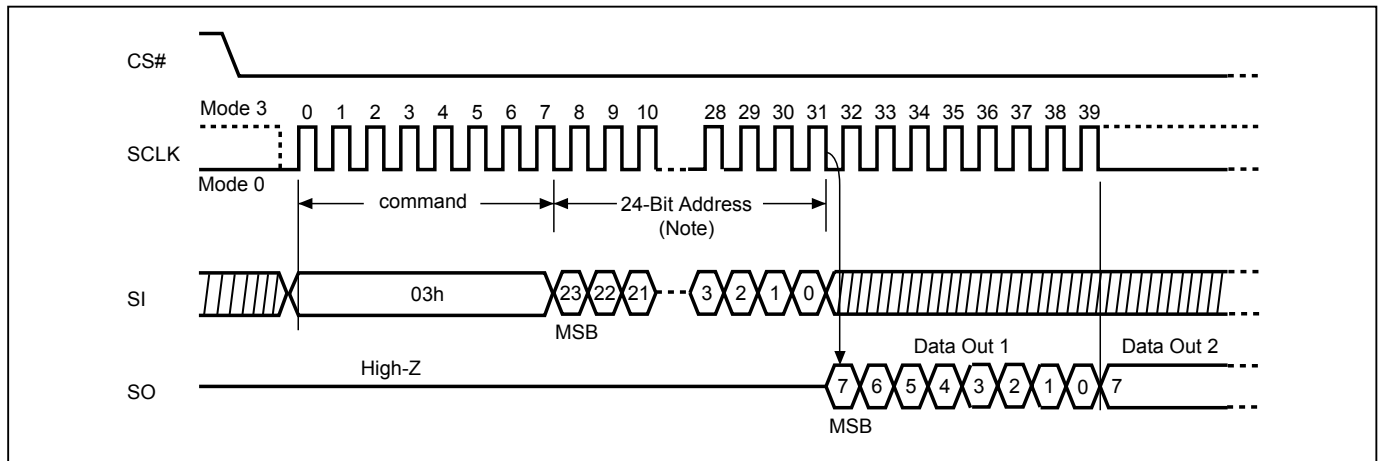 CS#
Mode 3
0 1 2 3 4 5 6 7 8 9 10 28 29 30 31 32 33 34 35 36 37 38 39
SCLK
Mode 0
command
24-Bit Address
(Note)
SI
03h
23 22 21 3 2 1 0
MSB
Data Out 1 Data Out 2
High-Z
SO
7 6 5 4 3 2 1 0 7
MSB